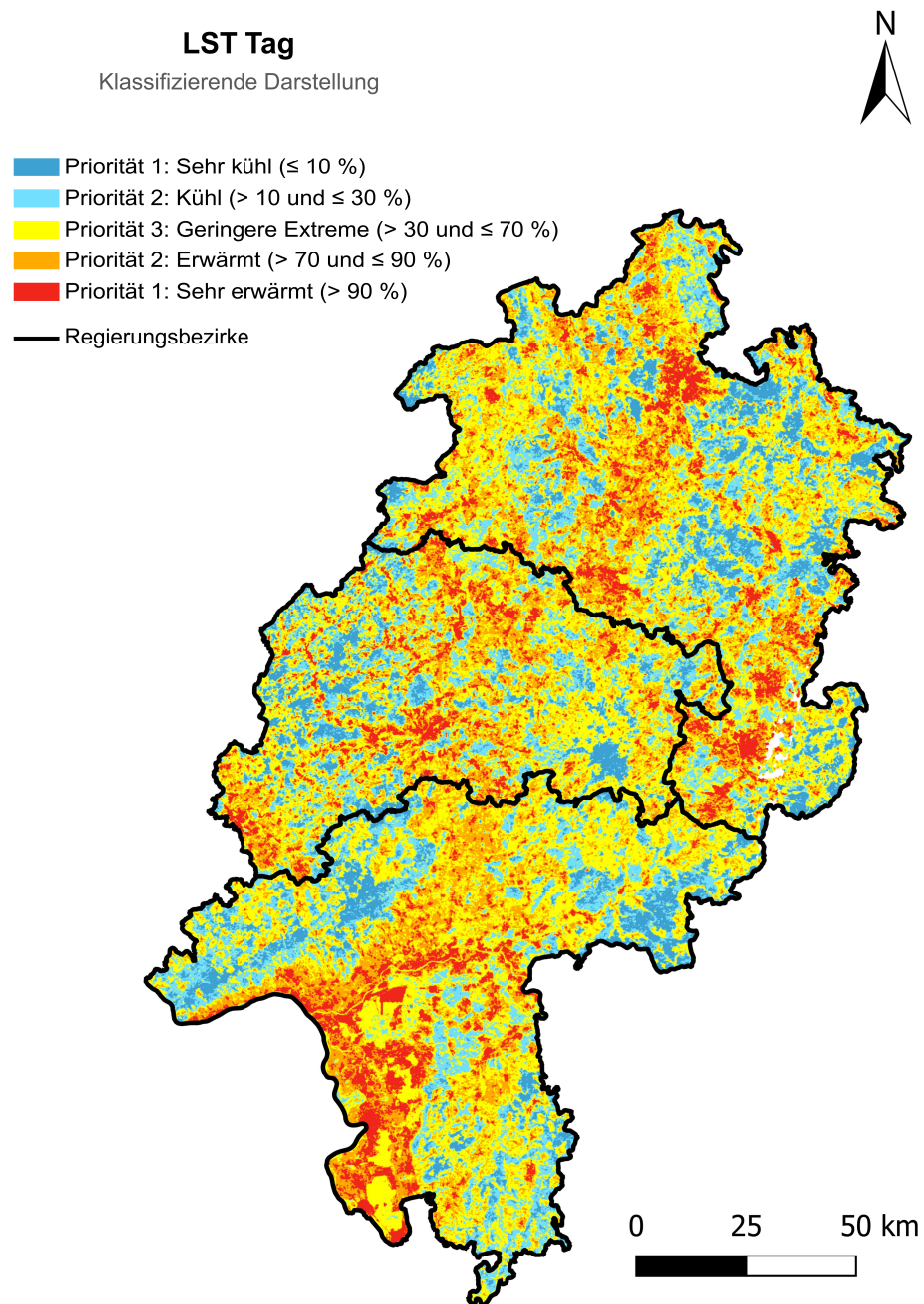 LST Tag
Klassifizierende Darstellung
N
Priorität 1: Sehr kühl (≤ 10 %)
Priorität 2: Kühl (> 10 und ≤ 30 %)
Priorität 3: Geringere Extreme (> 30 und ≤ 70 %)
Priorität 2: Erwärmt (> 70 und ≤ 90 %)
Priorität 1: Sehr erwärmt (> 90 %)
Regierungsbezirke
0 25 50 km